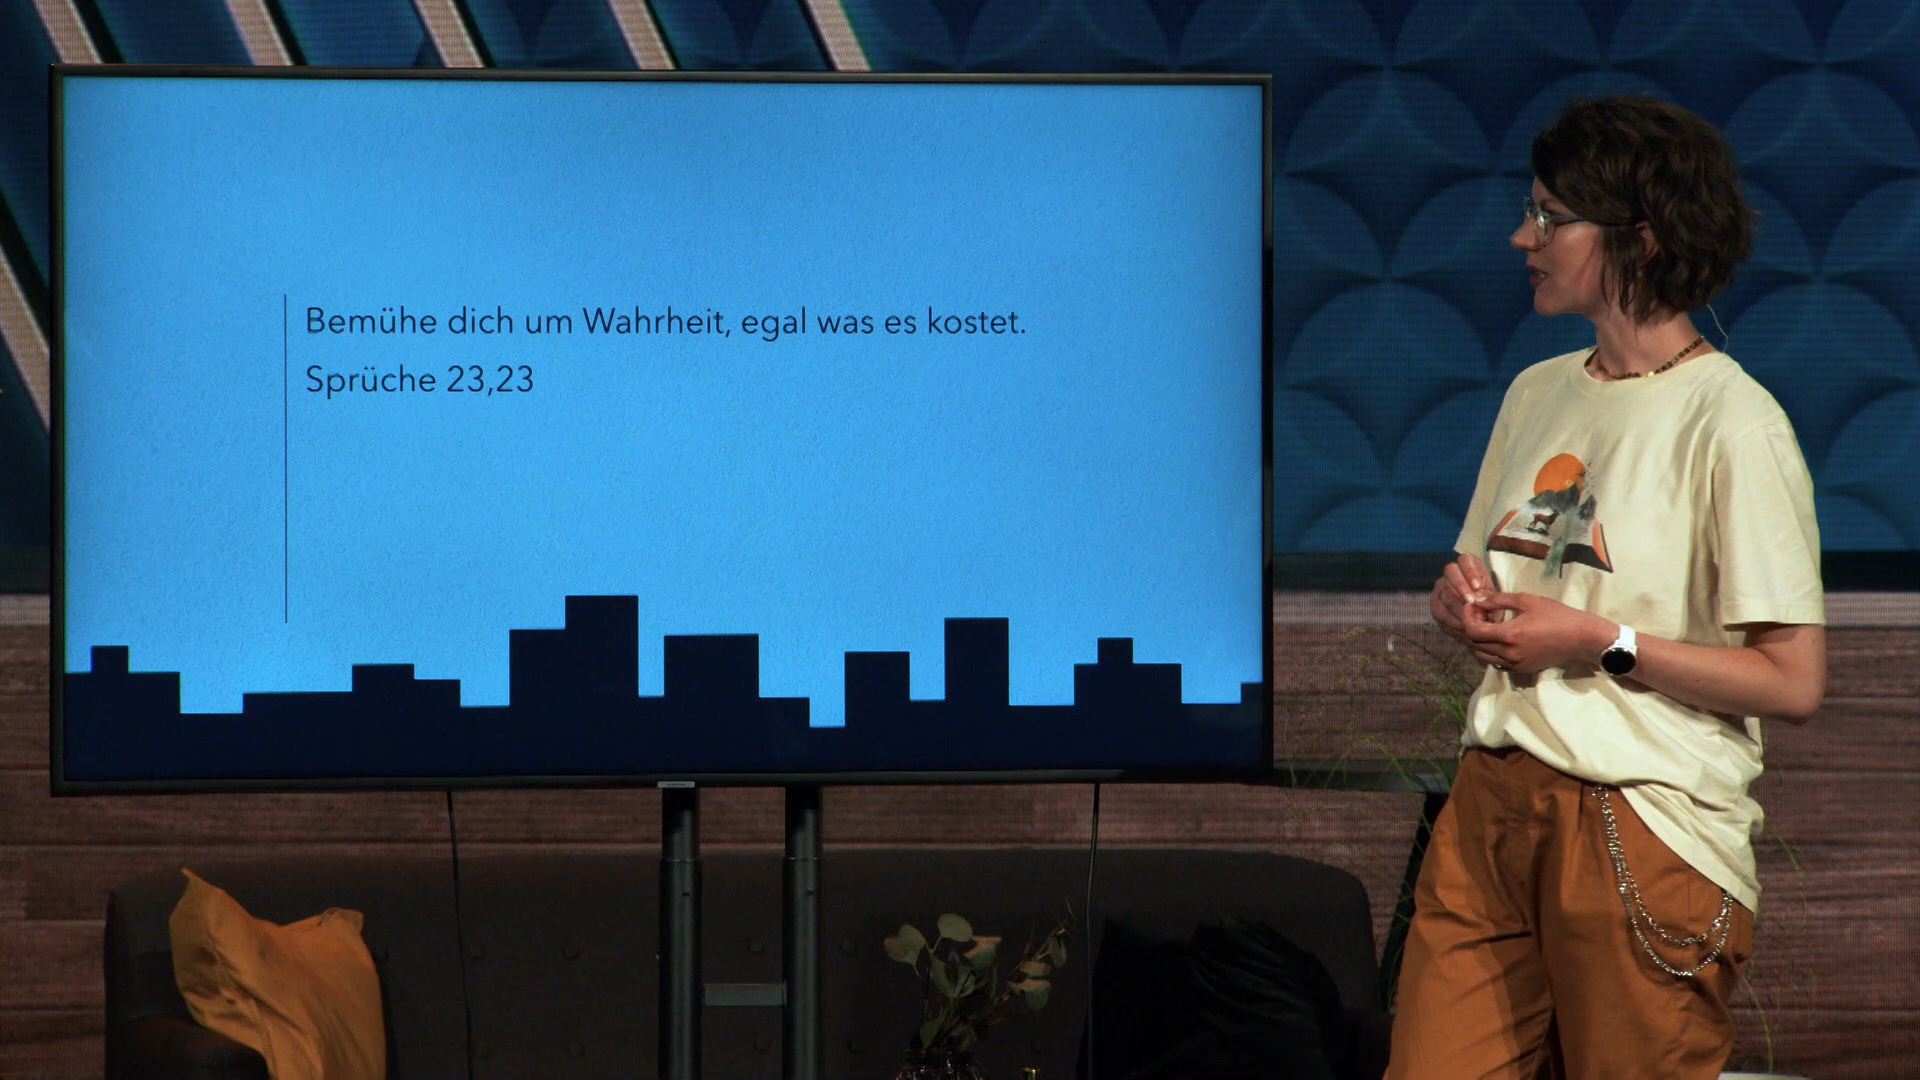 Bemühe dich um Wahrheit, egal was es kostet.
Sprüche 23,23